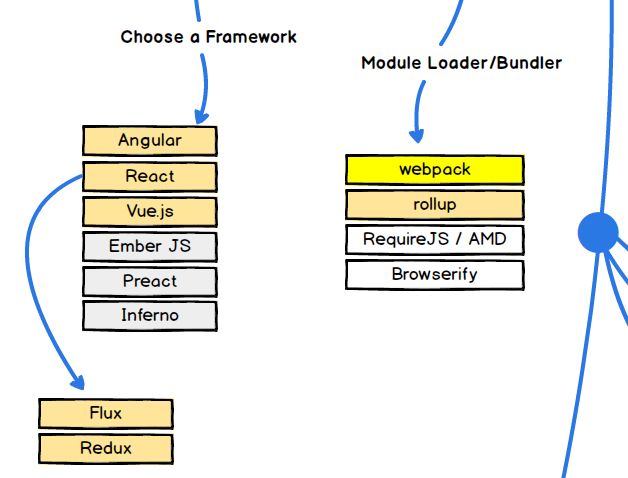 Choose a Framework
Angular
React
Vue.js
Ember JS
Preact
Inferno
Flux
Redux
Module Loader/Bundler
webpack
rollup
RequireJS / AMD
Browserify